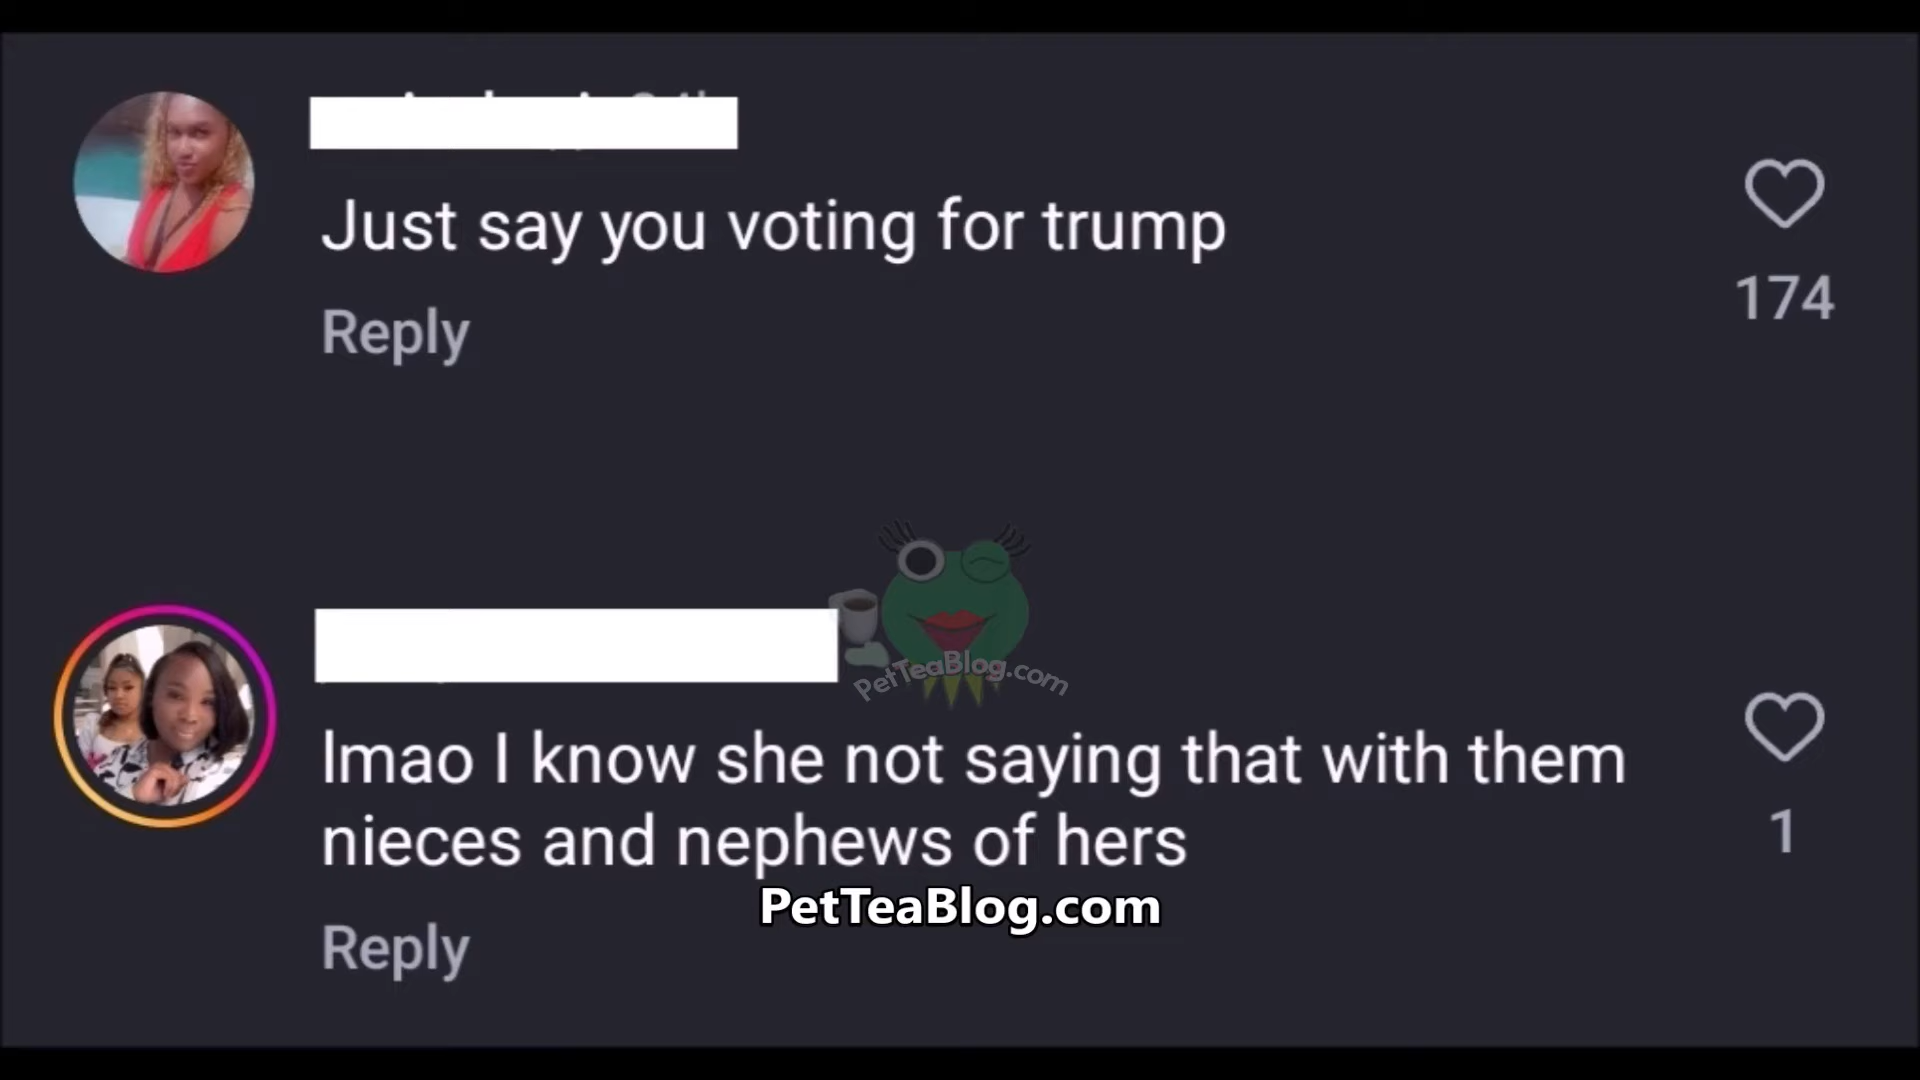 Just say you voting for trump
174
Reply
PetTeaBlog.com
lmao I know she not saying that with them
nieces and nephews of hers
1
PetTeaBlog.com
Reply